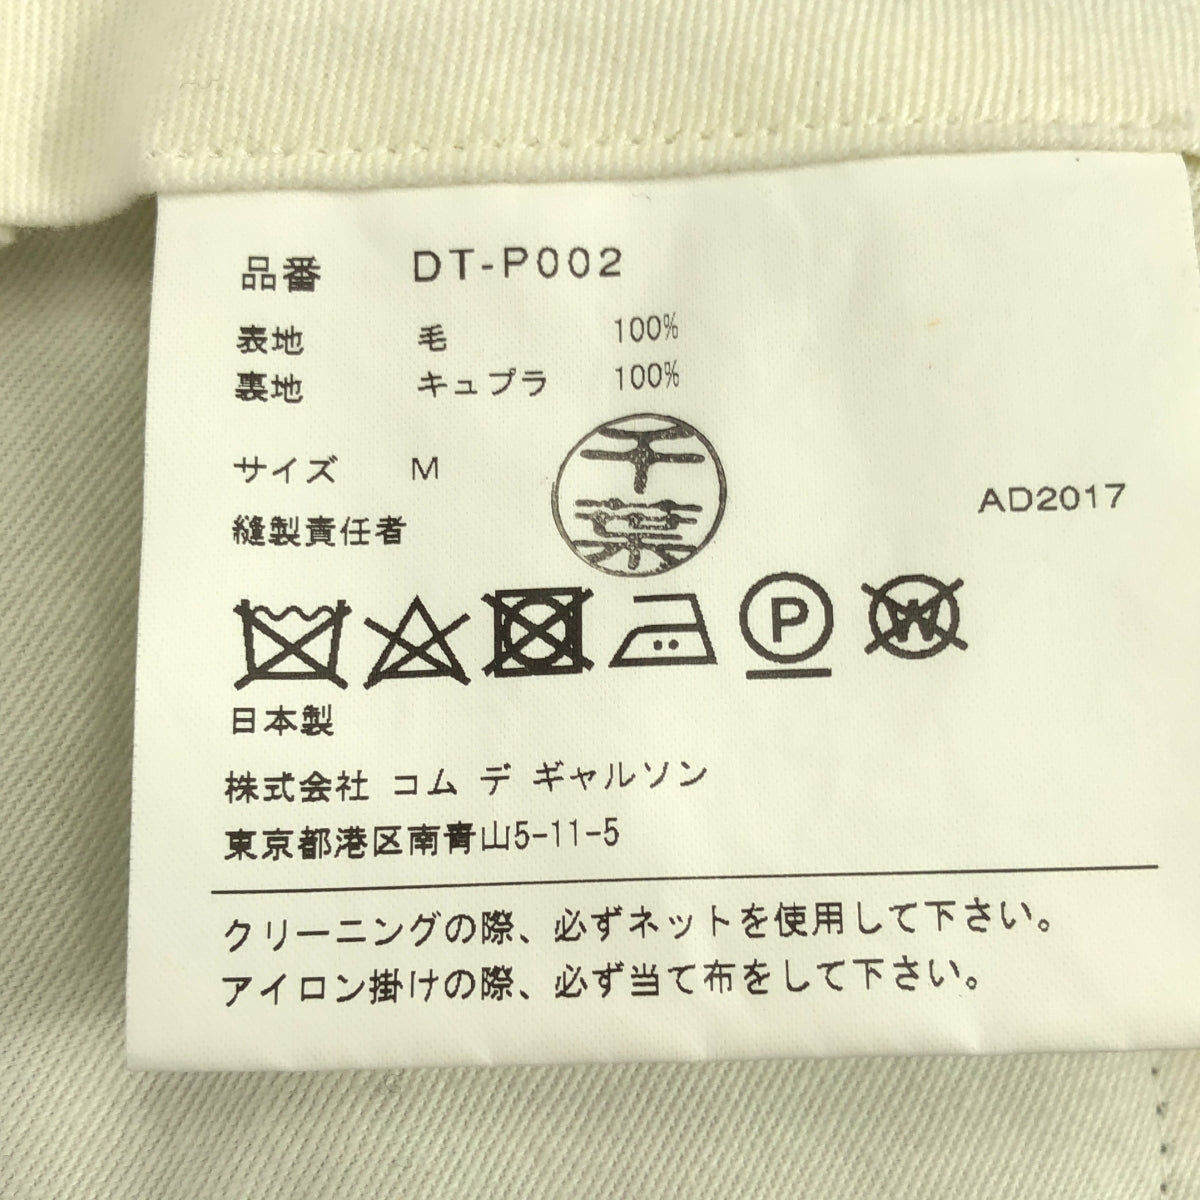 品番 DT-P002
表地 毛 100%
裏地 キュプラ 100%
サイズ M
千葉
縫製責任者
AD2017
P
W
日本製
株式会社 コム デ ギャルソン
東京都港区南青山5-11-5
クリーニングの際、必ずネットを使用して下さい。
アイロン掛けの際、必ず当て布をして下さい。